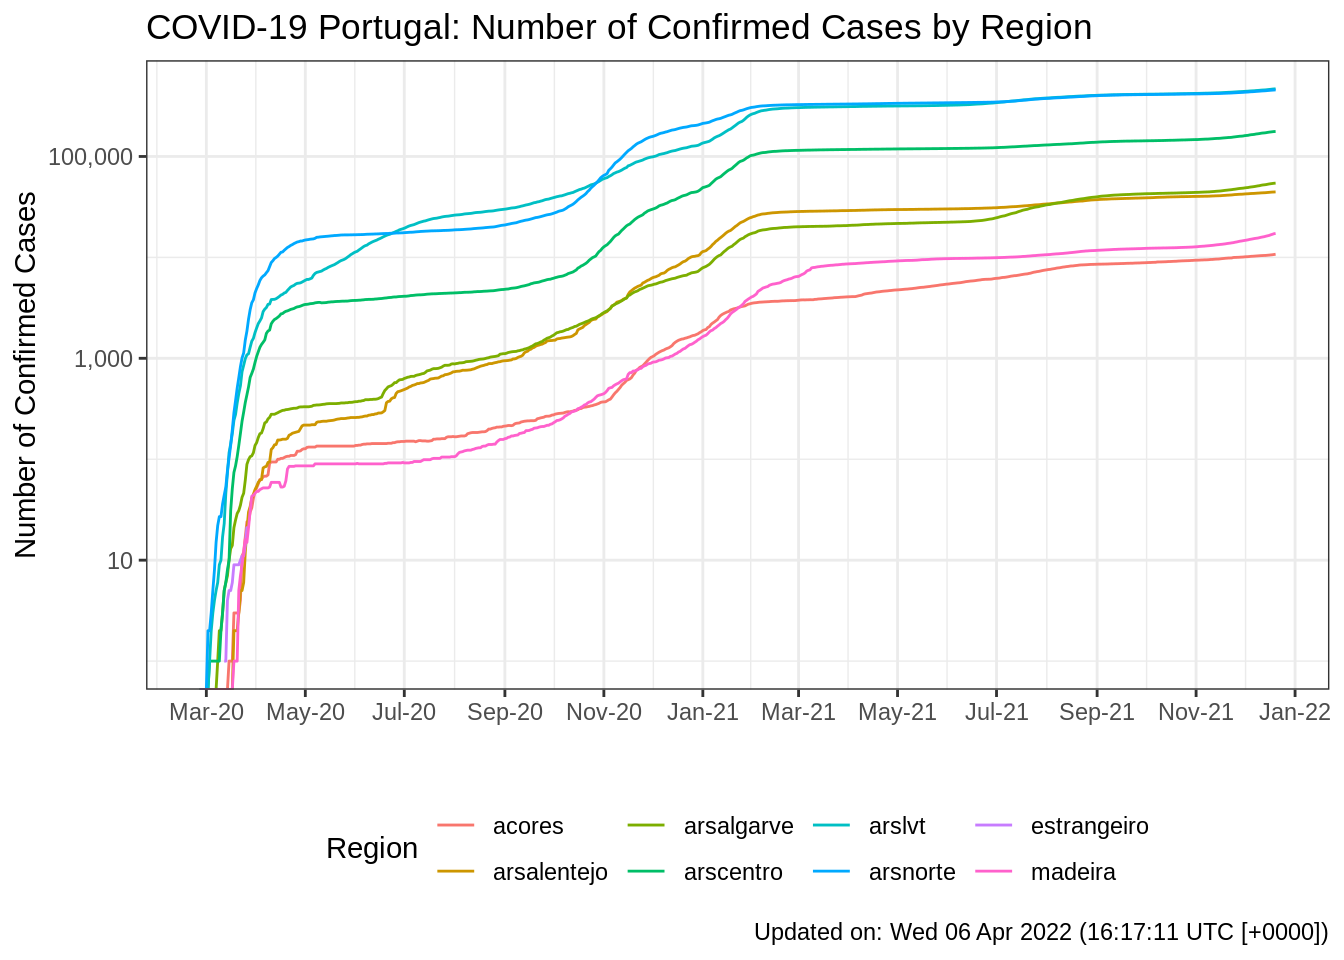 COVID-19 Portugal: Number of Confirmed Cases by Region
Number of Confirmed Cases
100,000
1,000
10
Mar-20 May-20 Jul-20 Sep-20 Nov-20 Jan-21 Mar-21 May-21 Jul-21 Sep-21 Nov-21 Jan-22
Region
acores arsalgarve arslvt estrangeiro
arsalentejo arscentro arsnorte madeira
Updated on: Wed 06 Apr 2022 (16:17:11 UTC [+0000])